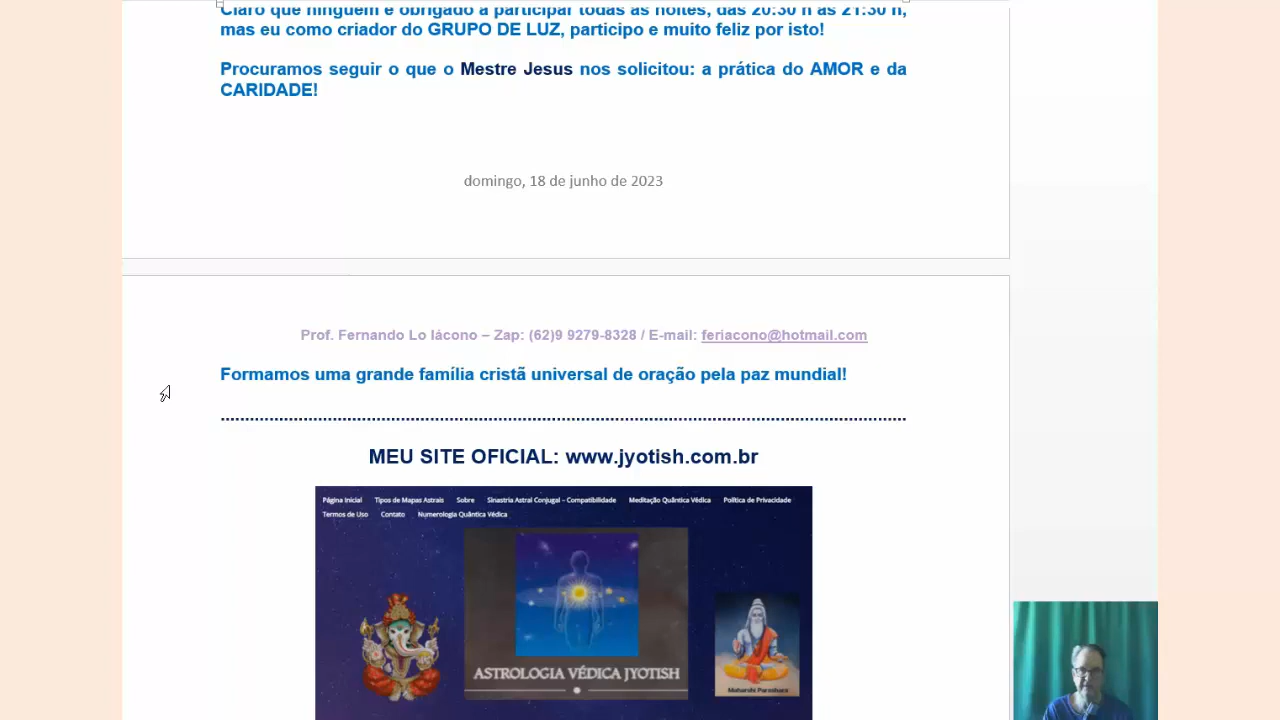 Claro que ninguém é obrigado a participar todas as noites, das 20:30 h às 21:30 h,
mas eu como criador do GRUPO DE LUZ, participo e muito feliz por isto!
Procuramos seguir o que o Mestre Jesus nos solicitou: a prática do AMOR e da
CARIDADE!
domingo, 18 de junho de 2023
Prof. Fernando Lo Iácono – Zap: (62)9 9279-8328 / E-mail: feriacono@hotmail.com
Formamos uma grande família cristã universal de oração pela paz mundial!
MEU SITE OFICIAL: www.jyotish.com.br
Página Inicial Tipos de Mapas Astrais Sobre Sinastria Astral Conjugal – Compatibilidade Meditação Quântica Védica Política de Privacidade
Termos de Uso Contato Numerologia Quântica Védica
ASTROLOGIA VÉDICA JYOTISH
Maharshi Parashara